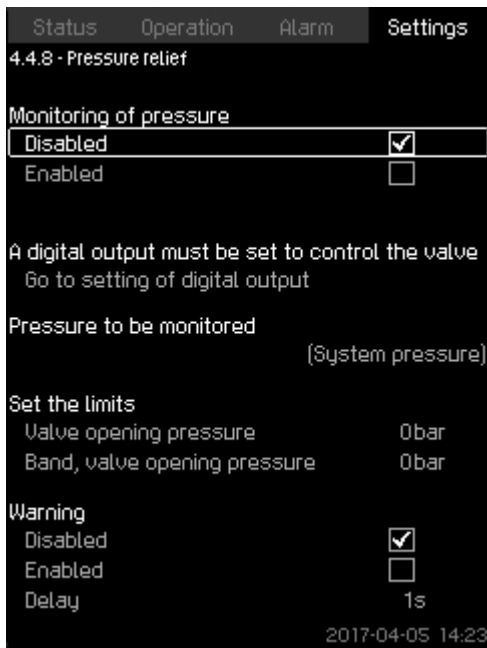 Status Operation Alarm Settings
4.4.8 - Pressure relief
Monitoring of pressure
Disabled
Enabled
A digital output must be set to control the valve
Go to setting of digital output
Pressure to be monitored
(System pressure)
Set the limits
Valve opening pressure 0bar
Band, valve opening pressure 0bar
Warning
Disabled
Enabled
Delay 1s
2017-04-05 14:23